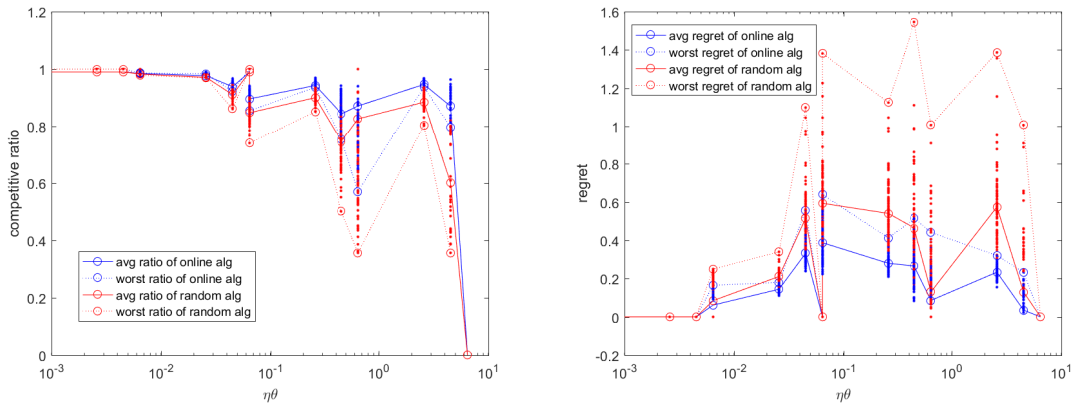 1.2
1
0.8
0.6
0.4
0.2
0
competitive ratio
avg ratio of online alg
worst ratio of online alg
avg ratio of random alg
worst ratio of random alg
10^-3
10^-2
10^-1
10^0
10^1
ηθ
1.6
1.4
1.2
1
0.8
0.6
0.4
0.2
0
-0.2
regret
avg regret of online alg
worst regret of online alg
avg regret of random alg
worst regret of random alg
10^-3
10^-2
10^-1
10^0
10^1
ηθ